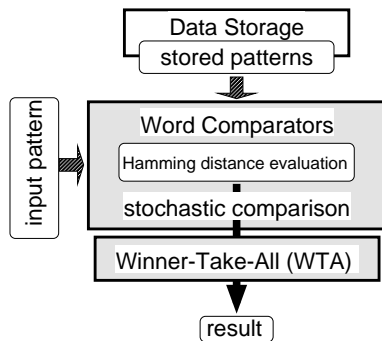 Data Storage
stored patterns
input pattern
Word Comparators
Hamming distance evaluation
stochastic comparison
Winner-Take-All (WTA)
result